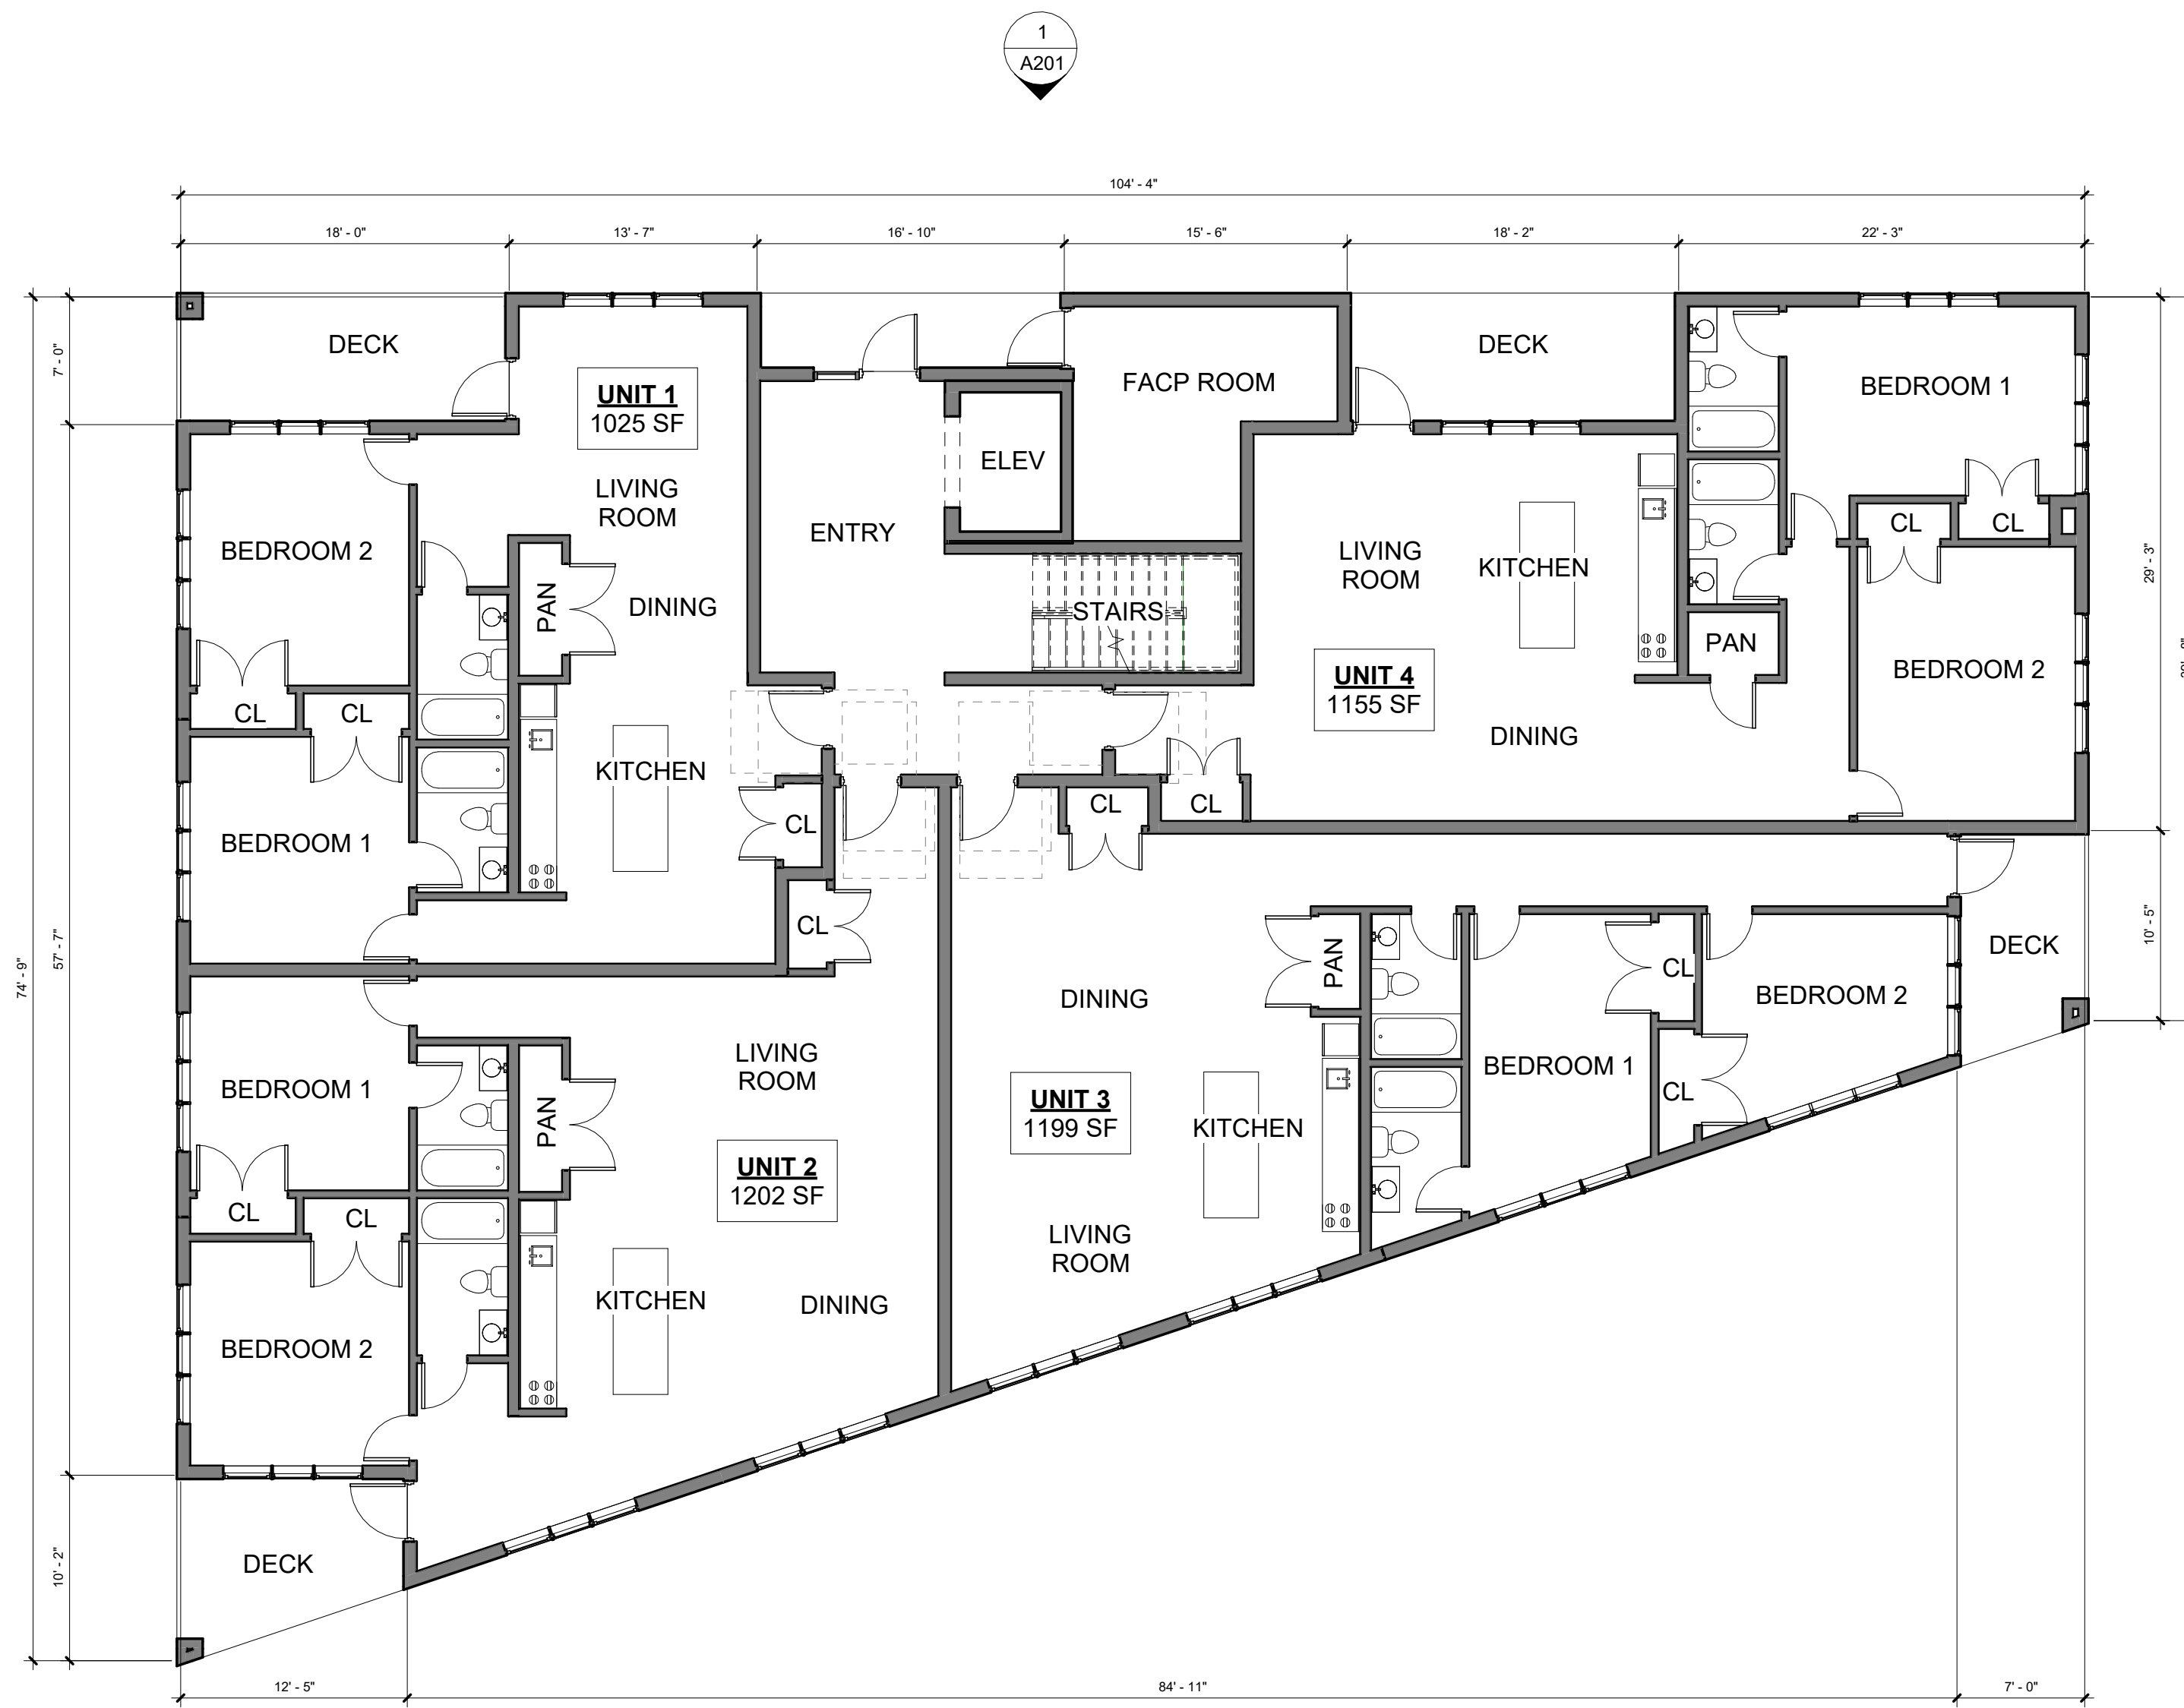 1
A201
104' - 4"
18' - 0"
13' - 7"
16' - 10"
15' - 6"
18' - 2"
22' - 3"
DECK
7' - 0"
UNIT 1
1025 SF
FACP ROOM
DECK
BEDROOM 1
ELEV
LIVING
ROOM
ENTRY
CL
CL
BEDROOM 2
LIVING
ROOM
KITCHEN
29' - 3"
PAN
DINING
STAIRS
PAN
BEDROOM 2
UNIT 4
1155 SF
CL
CL
DINING
KITCHEN
CL
CL
CL
BEDROOM 1
CL
PAN
CL
DECK
10' - 5"
57' - 7"
74' - 9"
DINING
BEDROOM 2
LIVING
ROOM
BEDROOM 1
BEDROOM 1
CL
PAN
UNIT 3
1199 SF
KITCHEN
UNIT 2
1202 SF
CL
CL
LIVING
ROOM
KITCHEN
DINING
BEDROOM 2
DECK
10' - 2"
12' - 5"
84' - 11"
7' - 0"